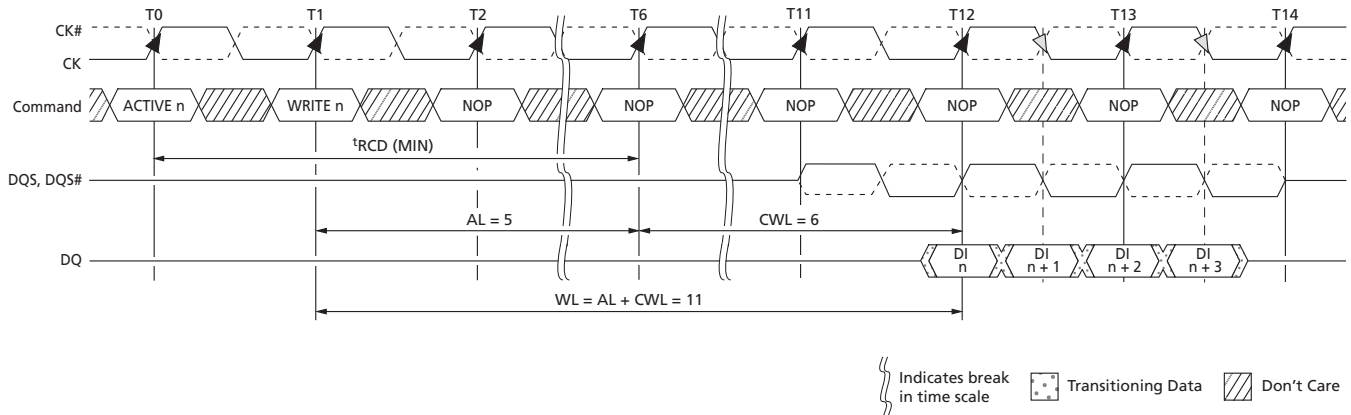 T0 T1 T2 T6 T11 T12 T13 T14
CK#
CK
Command ACTIVE n WRITE n NOP NOP NOP NOP NOP NOP
tRCD (MIN)
DQS, DQS#
AL = 5 CWL = 6
DQ DI n DI n + 1 DI n + 2 DI n + 3
WL = AL + CWL = 11
Indicates break in time scale
Transitioning Data
Don't Care